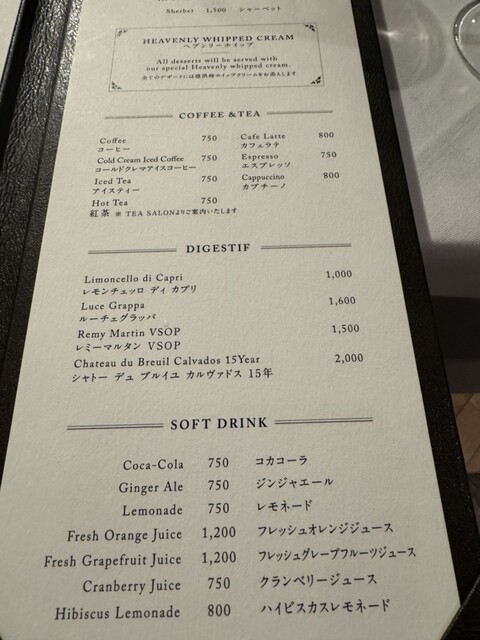 Sherbet 1,500 シャーベット
HEAVENLY WHIPPED CREAM
ヘブンリーホイップ
All desserts will be served with
our special Heavenly whipped cream.
全てのデザートには雄武特ホイップクリームをお添えします
COFFEE &TEA
Coffee 750
コーヒー
Cold Cream Iced Coffee 750
コールドクレマアイスコーヒー
Iced Tea 750
アイスティー
Hot Tea 750
紅茶 ※ TEA SALONよりご案内いたします
Cafe Latte 800
カフェラテ
Espresso 750
エスプレッソ
Cappuccino 800
カプチーノ
DIGESTIF
Limoncello di Capri 1,000
レモンチェッロ ディ カプリ
Luce Grappa 1,600
ルーチェグラッパ
Remy Martin VSOP 1,500
レミーマルタン VSOP
Chateau du Breuil Calvados 15Year 2,000
シャトー デュ ブルイユ カルヴァドス 15年
SOFT DRINK
Coca-Cola 750 コカコーラ
Ginger Ale 750 ジンジャエール
Lemonade 750 レモネード
Fresh Orange Juice 1,200 フレッシュオレンジジュース
Fresh Grapefruit Juice 1,200 フレッシュグレープフルーツジュース
Cranberry Juice 750 クランベリージュース
Hibiscus Lemonade 800 ハイビスカスレモネード